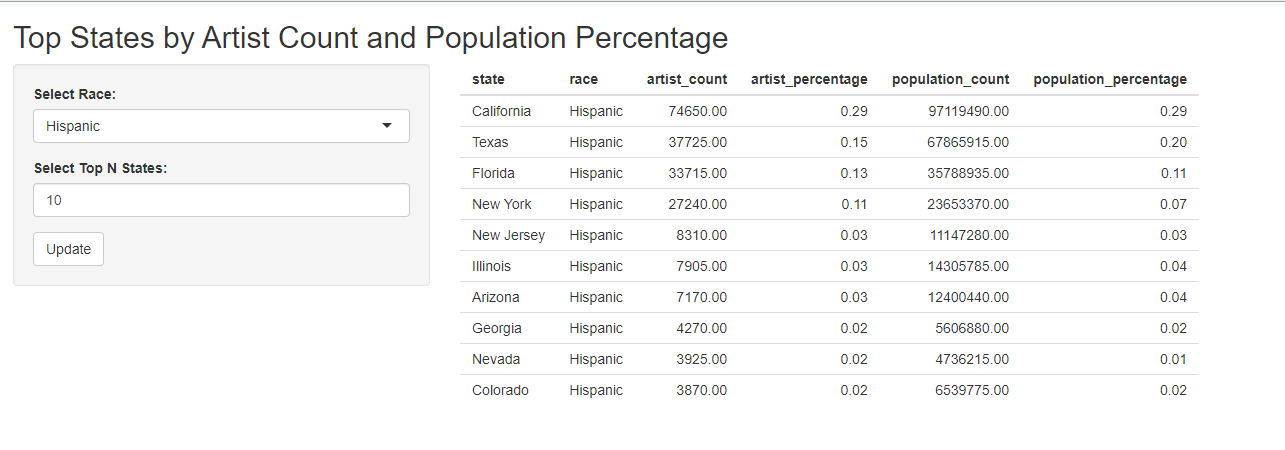 Top States by Artist Count and Population Percentage
Select Race:
Hispanic
Select Top N States:
10
Update
state race artist_count artist_percentage population_count population_percentage
California Hispanic 74650.00 0.29 97119490.00 0.29
Texas Hispanic 37725.00 0.15 67865915.00 0.20
Florida Hispanic 33715.00 0.13 35788935.00 0.11
New York Hispanic 27240.00 0.11 23653370.00 0.07
New Jersey Hispanic 8310.00 0.03 11147280.00 0.03
Illinois Hispanic 7905.00 0.03 14305785.00 0.04
Arizona Hispanic 7170.00 0.03 12400440.00 0.04
Georgia Hispanic 4270.00 0.02 5606880.00 0.02
Nevada Hispanic 3925.00 0.02 4736215.00 0.01
Colorado Hispanic 3870.00 0.02 6539775.00 0.02